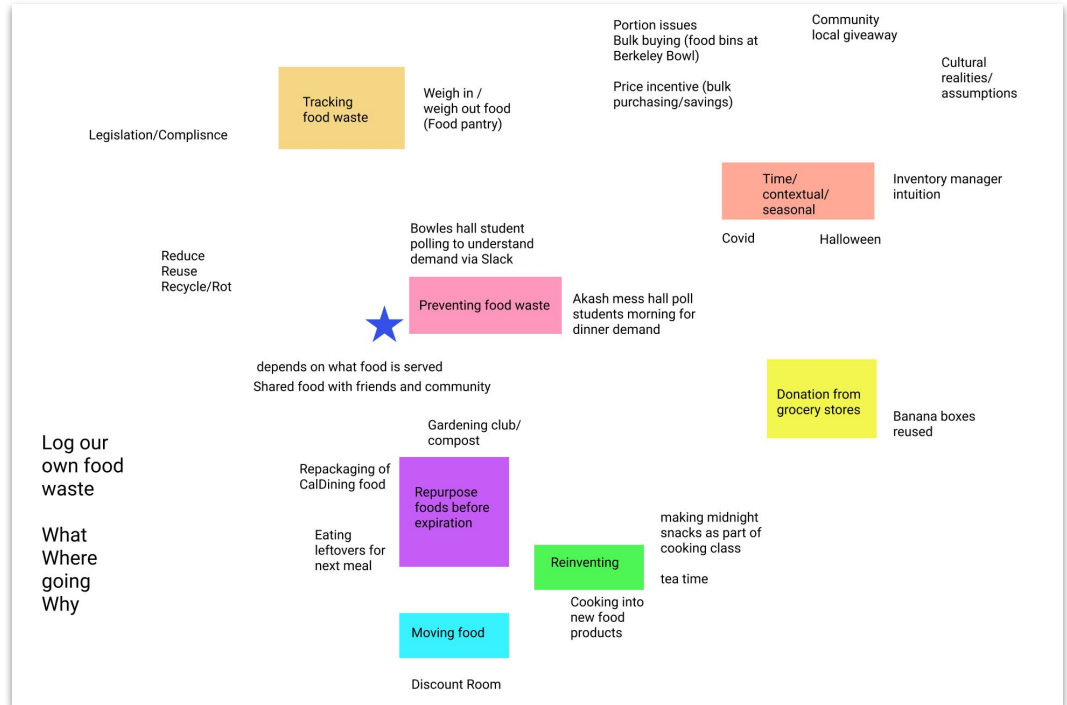 Portion issues
Bulk buying (food bins at
Berkeley Bowl)
Price incentive (bulk
purchasing/savings)
Community
local giveaway
Cultural
realities/
assumptions
Tracking
food waste
Weigh in /
weigh out food
(Food pantry)
Legislation/Complisnce
Time/
contextual/
seasonal
Inventory manager
intuition
Covid
Halloween
Bowles hall student
polling to understand
demand via Slack
Reduce
Reuse
Recycle/Rot
Preventing food waste
Akash mess hall poll
students morning for
dinner demand
depends on what food is served
Shared food with friends and community
Donation from
grocery stores
Banana boxes
reused
Gardening club/
compost
Log our
own food
waste
What
Where
going
Why
Repackaging of
CalDining food
Repurpose
foods before
expiration
Eating
leftovers for
next meal
Reinventing
making midnight
snacks as part of
cooking class
tea time
Cooking into
new food
products
Moving food
Discount Room